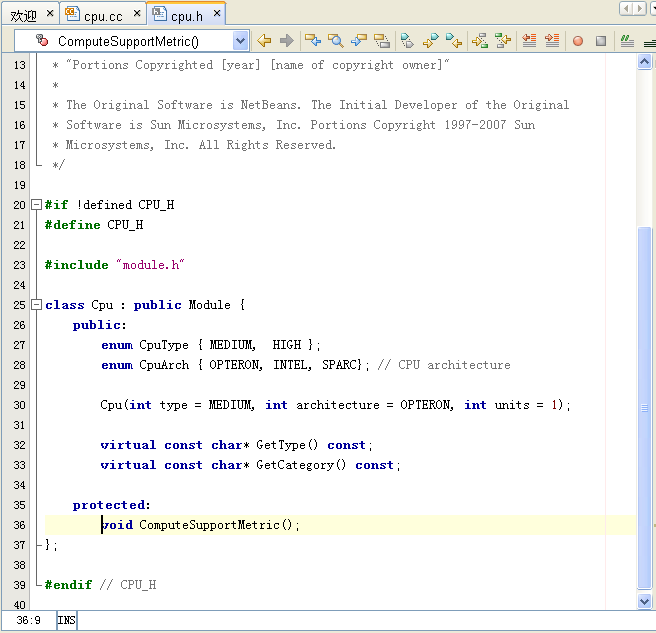 欢迎 cpu.cc cpu.h
ComputeSupportMetric()
13 * "Portions Copyrighted [year] [name of copyright owner]"
14 *
15 * The Original Software is NetBeans. The Initial Developer of the Original
16 * Software is Sun Microsystems, Inc. Portions Copyright 1997-2007 Sun
17 * Microsystems, Inc. All Rights Reserved.
18 */
19
20 #if !defined CPU_H
21 #define CPU_H
22
23 #include "module.h"
24
25 class Cpu : public Module {
26 public:
27 enum CpuType { MEDIUM, HIGH };
28 enum CpuArch { OPTERON, INTEL, SPARC}; // CPU architecture
29
30 Cpu(int type = MEDIUM, int architecture = OPTERON, int units = 1);
31
32 virtual const char* GetType() const;
33 virtual const char* GetCategory() const;
34
35 protected:
36 void ComputeSupportMetric();
37 };
38
39 #endif // CPU_H
40
36:9 INS